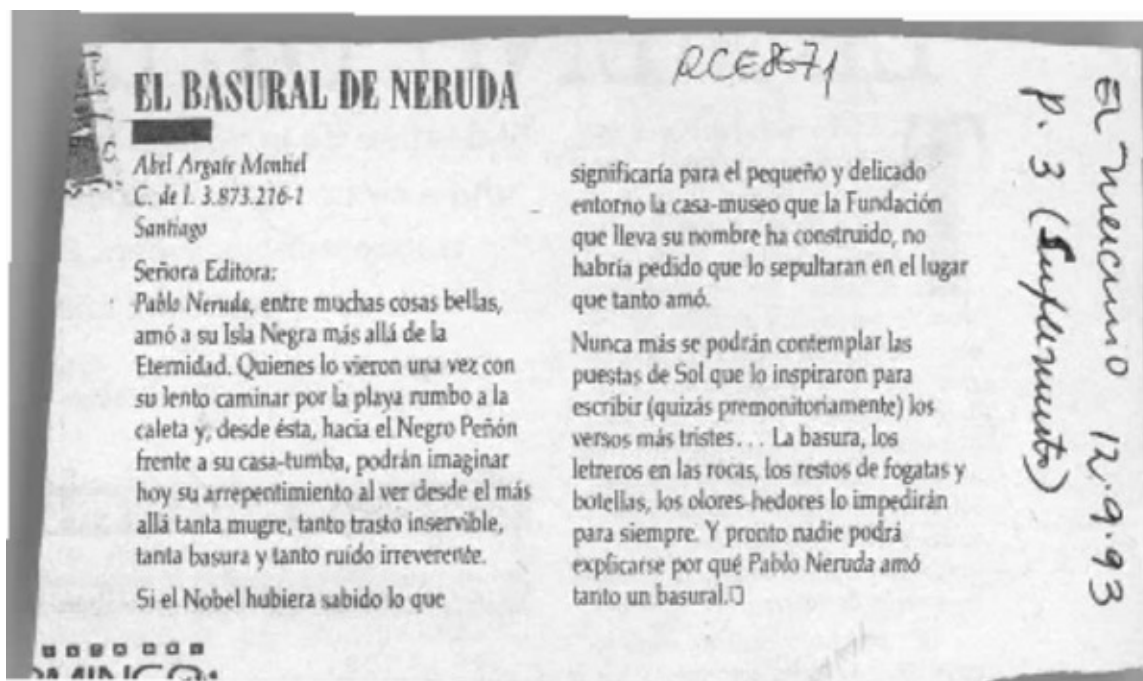 EL BASURAL DE NERUDA
Abel Argate Montiel
C. de I. 3.873.216-1
Santiago
Señora Editora:
Pablo Neruda, entre muchas cosas bellas,
amó a su Isla Negra más allá de la
Eternidad. Quienes lo vieron una vez con
su lento caminar por la playa rumbo a la
caleta y, desde ésta, hacia el Negro Peñón
frente a su casa-tumba, podrán imaginar
hoy su arrepentimiento al ver desde el más
allá tanta mugre, tanto trasto inservible,
tanta basura y tanto ruido irreverente.
Si el Nobel hubiera sabido lo que
significaría para el pequeño y delicado
entorno la casa-museo que la Fundación
que lleva su nombre ha construido, no
habría pedido que lo sepultaran en el lugar
que tanto amó.
Nunca más se podrán contemplar las
puestas de Sol que lo inspiraron para
escribir (quizás premonitoriamente) los
versos más tristes... La basura, los
letreros en las rocas, los restos de fogatas y
botellas, los olores-hedores lo impedirán
para siempre. Y pronto nadie podrá
explicarse por qué Pablo Neruda amó
tanto un basural.
El Mercurio 12.9.93
p. 3 (Suplemento)